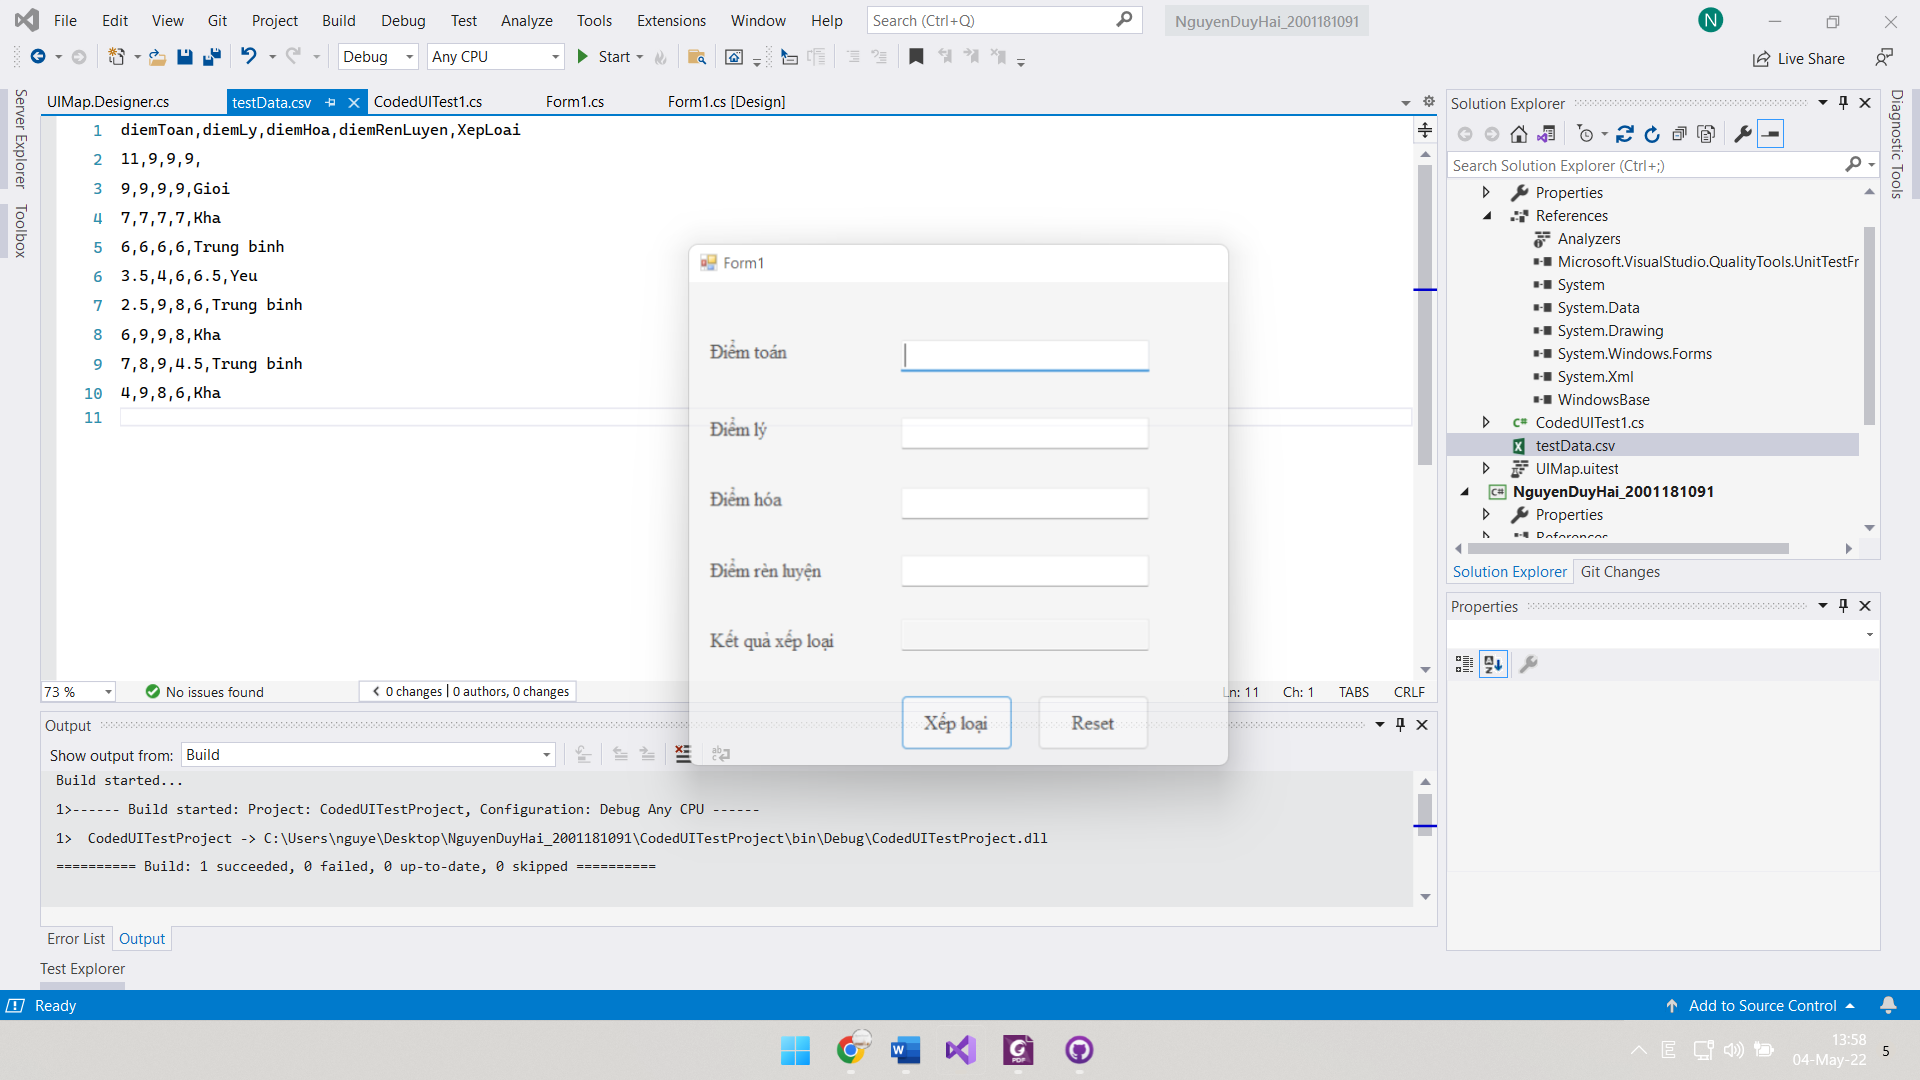 File Edit View Git Project Build Debug Test Analyze Tools Extensions Window Help Search (Ctrl+Q) NguyenDuyHai_2001181091 N
Debug Any CPU Start Live Share
UIMap.Designer.cs testData.csv CodedUITest1.cs Form1.cs Form1.cs [Design]
Server Explorer
Toolbox
1 diemToan,diemLy,diemHoa,diemRenLuyen,XepLoai
2 11,9,9,9,
3 9,9,9,9,Gioi
4 7,7,7,7,Kha
5 6,6,6,6,Trung binh
6 3.5,4,6,6.5,Yeu
7 2.5,9,8,6,Trung binh
8 6,9,9,8,Kha
9 7,8,9,4.5,Trung binh
10 4,9,8,6,Kha
11
73 % No issues found 0 changes | 0 authors, 0 changes Ln: 11 Ch: 1 TABS CRLF
Form1
Điểm toán
Điểm lý
Điểm hóa
Điểm rèn luyện
Kết quả xếp loại
Xếp loại Reset
Output
Show output from: Build
Build started...
1>------ Build started: Project: CodedUITestProject, Configuration: Debug Any CPU ------
1>  CodedUITestProject -> C:\Users\nguye\Desktop\NguyenDuyHai_2001181091\CodedUITestProject\bin\Debug\CodedUITestProject.dll
========== Build: 1 succeeded, 0 failed, 0 up-to-date, 0 skipped ==========
Error List Output
Test Explorer
Solution Explorer
Search Solution Explorer (Ctrl+;)
Properties
References
Analyzers
Microsoft.VisualStudio.QualityTools.UnitTestFr
System
System.Data
System.Drawing
System.Windows.Forms
System.Xml
WindowsBase
CodedUITest1.cs
testData.csv
UIMap.uitest
NguyenDuyHai_2001181091
Properties
References
Solution Explorer Git Changes
Properties
Diagnostic Tools
Ready Add to Source Control
13:58
04-May-22 5